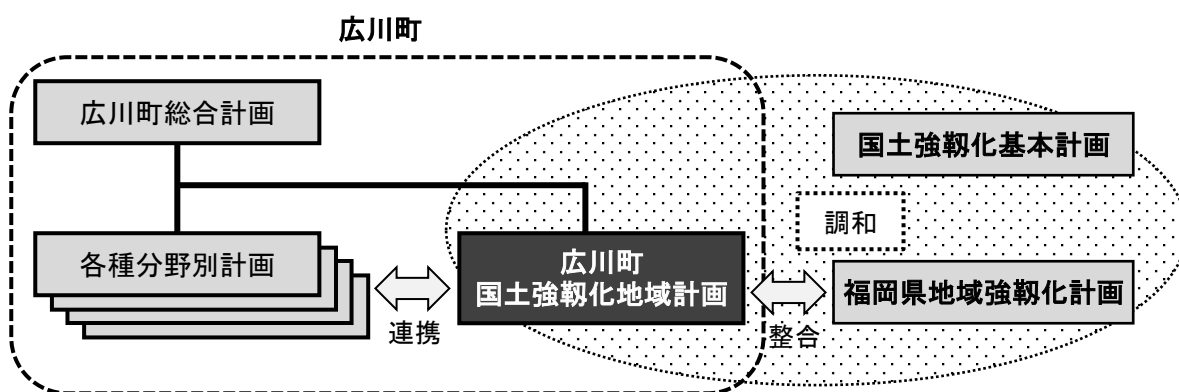 広川町
広川町総合計画
国土強靱化基本計画
調和
各種分野別計画
広川町
国土強靱化地域計画
福岡県地域強靱化計画
連携
整合